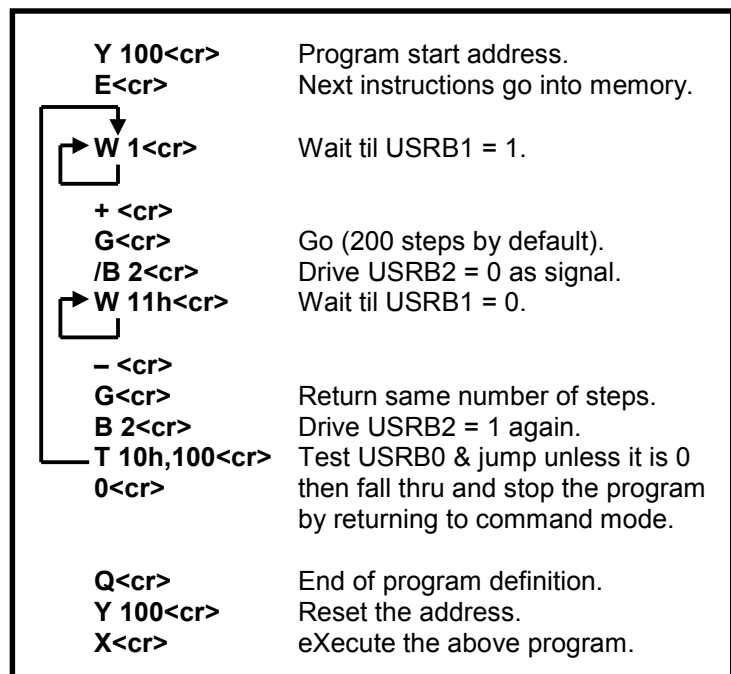 Y 100<cr> Program start address.
E<cr> Next instructions go into memory.
W 1<cr> Wait til USRB1 = 1.
+ <cr>
G<cr> Go (200 steps by default).
/B 2<cr> Drive USRB2 = 0 as signal.
W 11h<cr> Wait til USRB1 = 0.
– <cr>
G<cr> Return same number of steps.
B 2<cr> Drive USRB2 = 1 again.
T 10h,100<cr> Test USRB0 & jump unless it is 0
0<cr> then fall thru and stop the program
by returning to command mode.
Q<cr> End of program definition.
Y 100<cr> Reset the address.
X<cr> eXecute the above program.